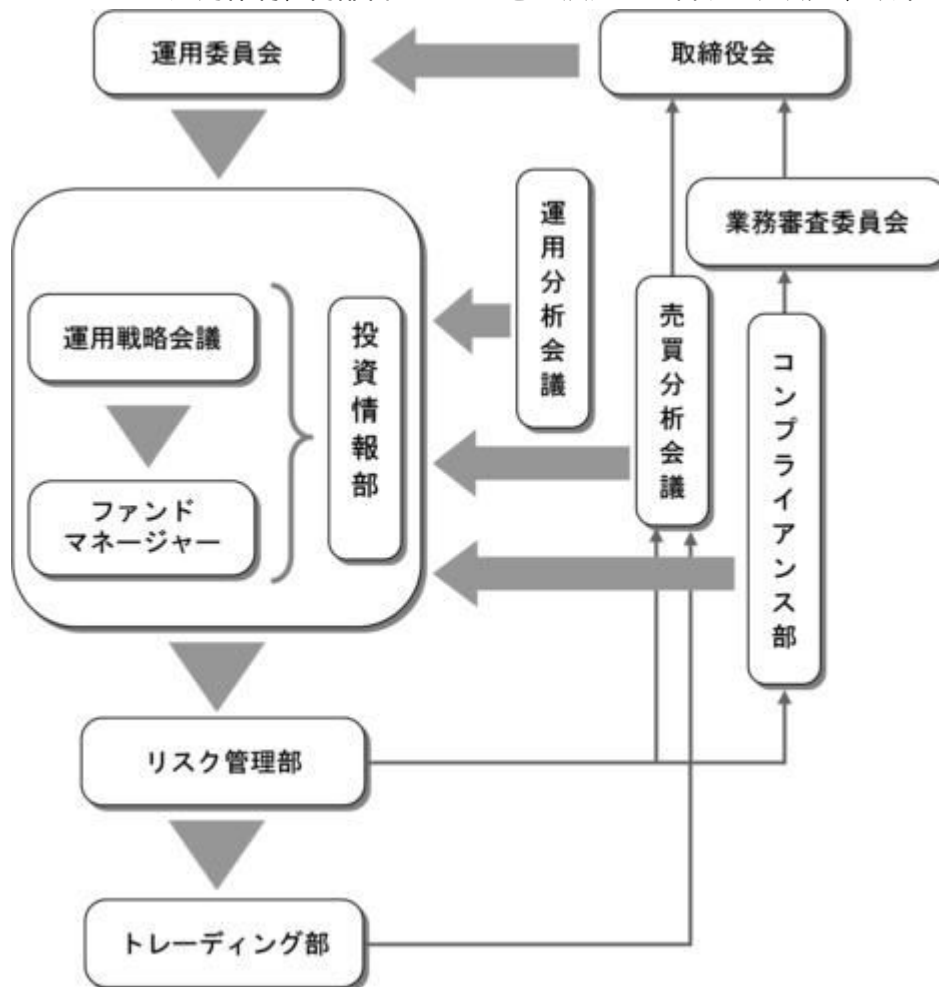 運用委員会
取締役会
運用分析会議
業務審査委員会
運用戦略会議
投資情報部
売買分析会議
コンプライアンス部
ファンド
マネージャー
リスク管理部
トレーディング部